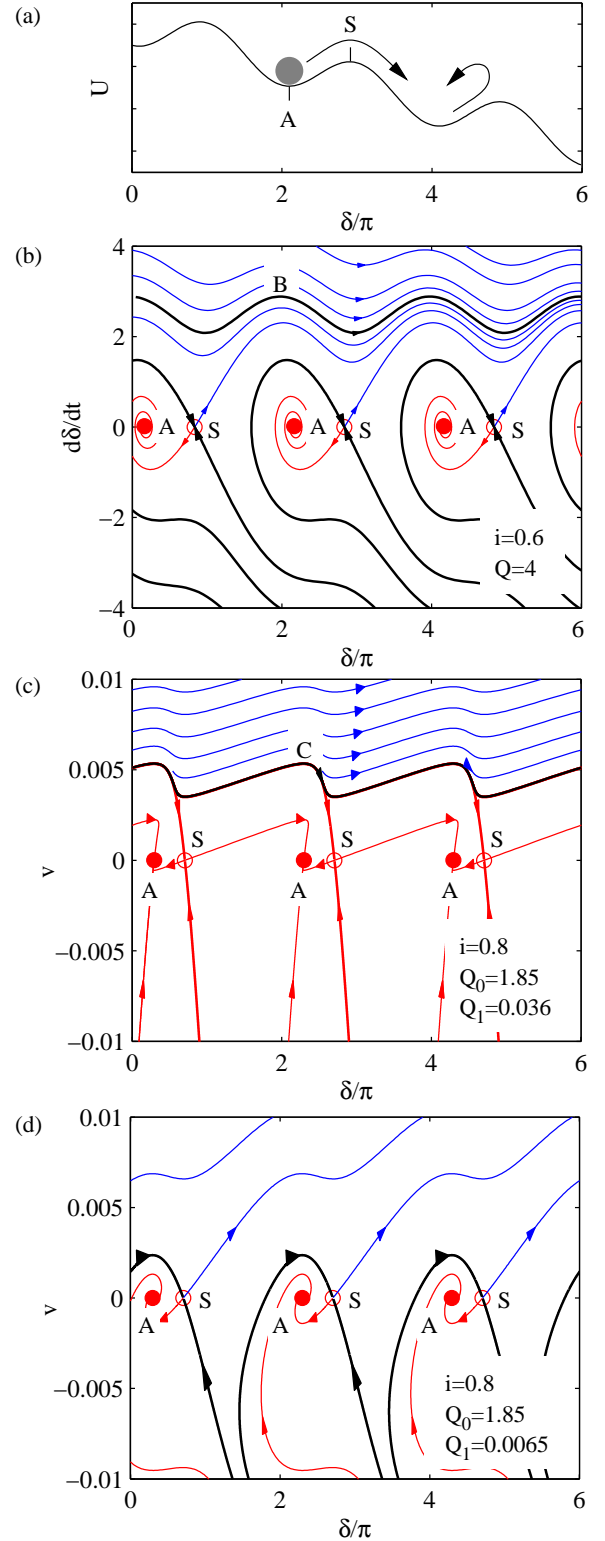 (a)
U
S
A
0 2 4 6
δ/π
(b)
4
2
0
−2
−4
dδ/dt
B
A S A S A S
i=0.6
Q=4
0 2 4 6
δ/π
(c)
0.01
0.005
0
−0.005
−0.01
v
C
S S S
A A A
i=0.8
Q0=1.85
Q1=0.036
0 2 4 6
δ/π
(d)
0.01
0.005
0
−0.005
−0.01
v
S S S
A A A
i=0.8
Q0=1.85
Q1=0.0065
0 2 4 6
δ/π